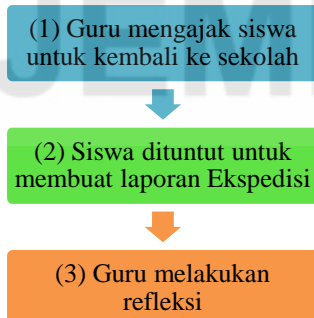 (1) Guru mengajak siswa
untuk kembali ke sekolah
(2) Siswa dituntut untuk
membuat laporan Ekspedisi
(3) Guru melakukan
refleksi